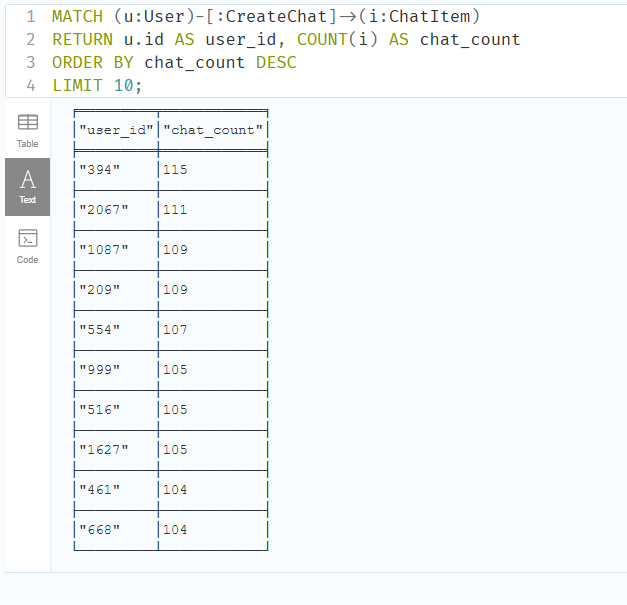 1 MATCH (u:User)-[:CreateChat]→(i:ChatItem)
2 RETURN u.id AS user_id, COUNT(i) AS chat_count
3 ORDER BY chat_count DESC
4 LIMIT 10;
Table
Text
Code
"user_id" "chat_count"
"394" 115
"2067" 111
"1087" 109
"209" 109
"554" 107
"999" 105
"516" 105
"1627" 105
"461" 104
"668" 104